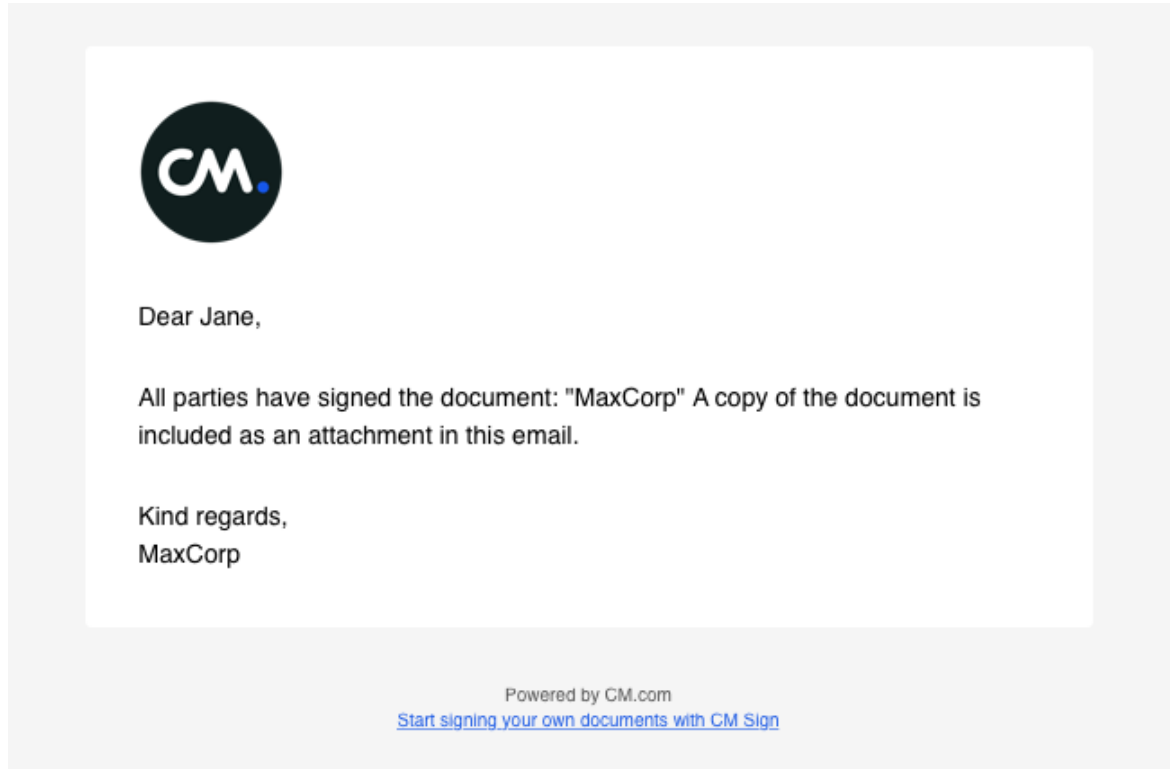 CM.
Dear Jane,
All parties have signed the document: "MaxCorp" A copy of the document is
included as an attachment in this email.
Kind regards,
MaxCorp
Powered by CM.com
Start signing your own documents with CM Sign